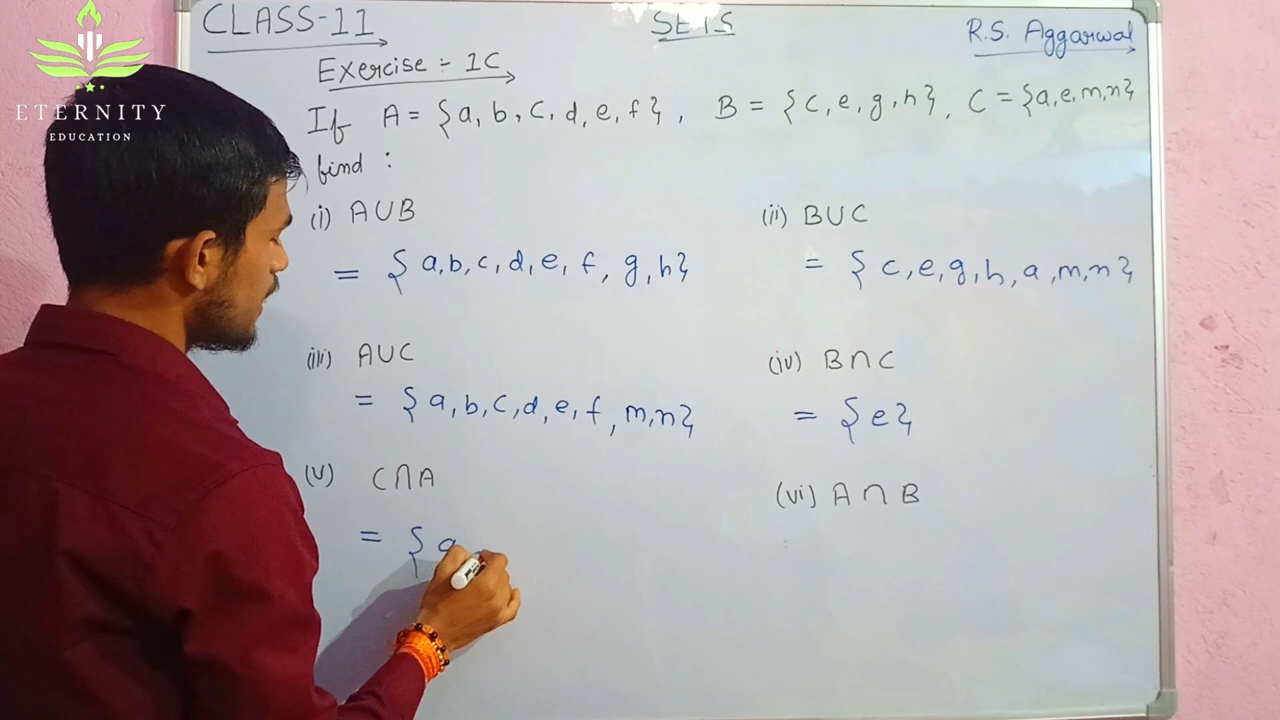 CLASS-11
SETS
R.S. Aggarwal
ETERNITY
EDUCATION
Exercise :- 1C
If A = {a, b, c, d, e, f}, B = {c, e, g, h}, C = {a, e, m, n}
find :
(i) A∪B
= {a, b, c, d, e, f, g, h}
(ii) B∪C
= {c, e, g, h, a, m, n}
(iii) A∪C
= {a, b, c, d, e, f, m, n}
(iv) B∩C
= {e}
(v) C∩A
= {a
(vi) A∩B